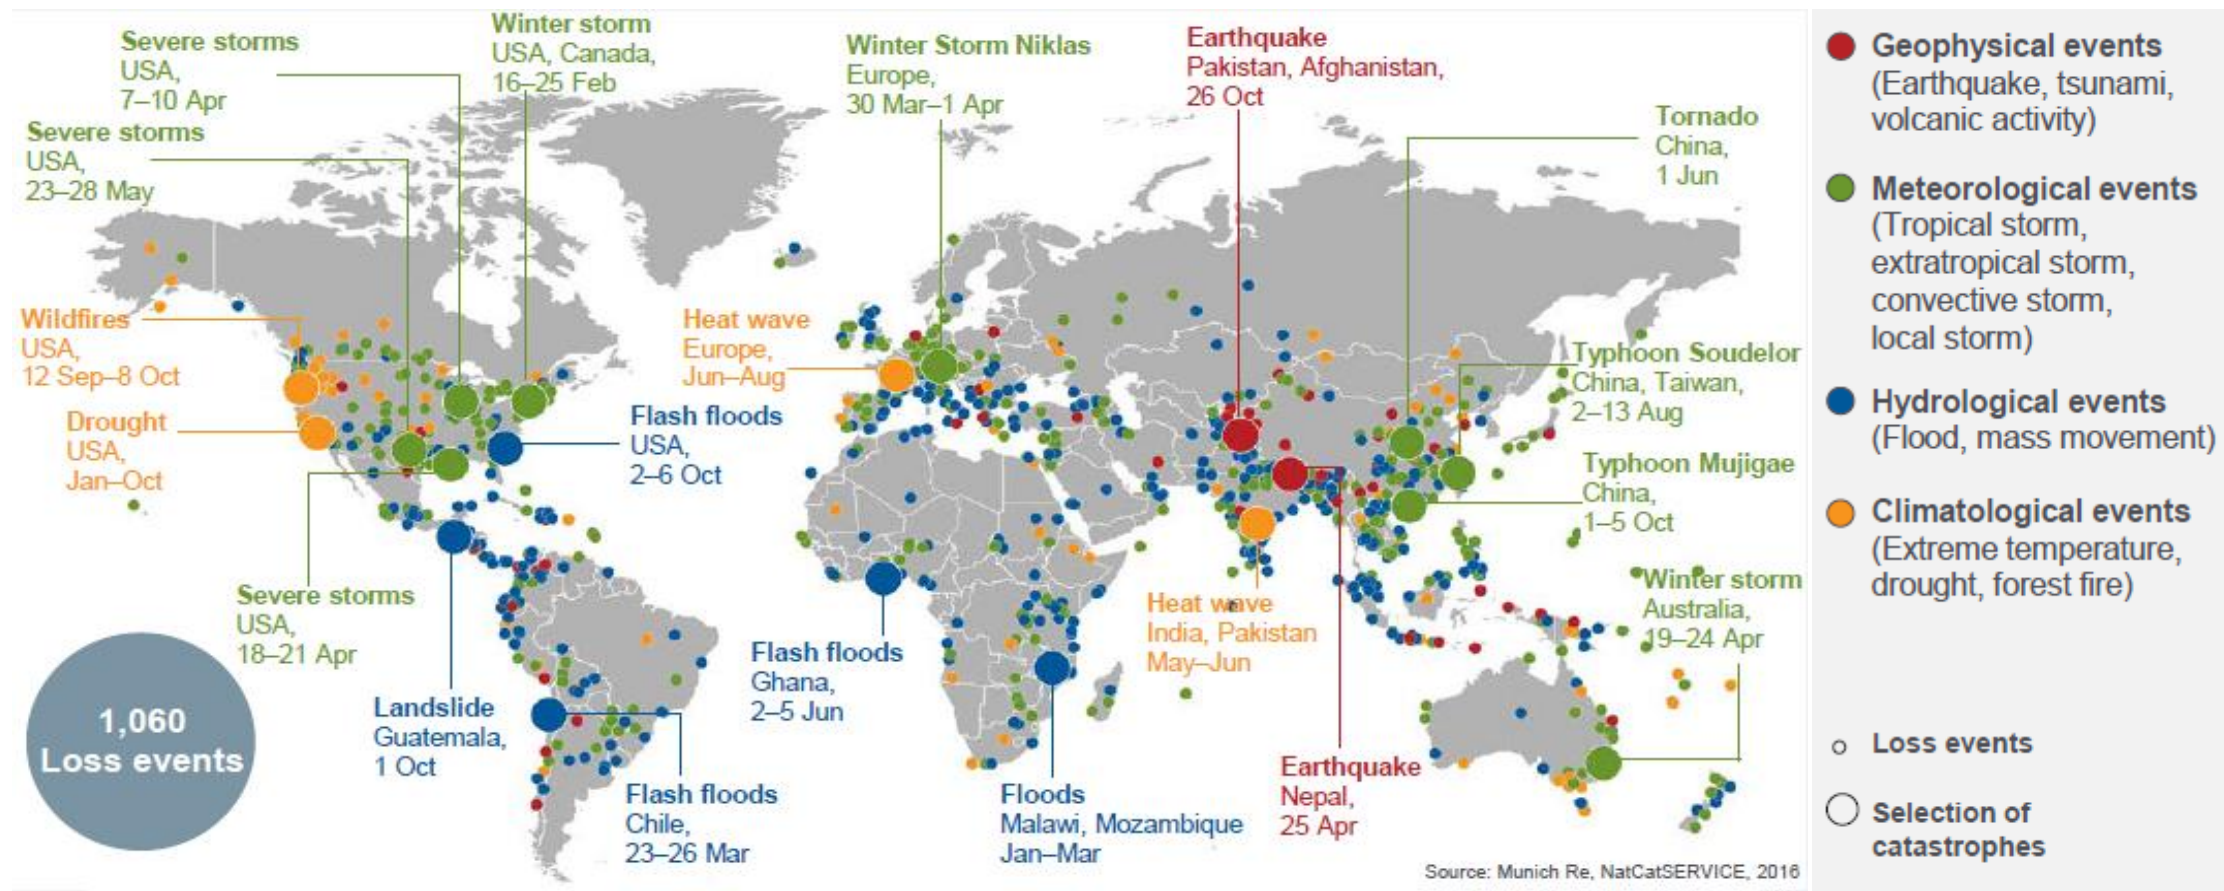 Severe storms
USA,
7–10 Apr
Winter storm
USA, Canada,
16–25 Feb
Winter Storm Niklas
Europe,
30 Mar–1 Apr
Earthquake
Pakistan, Afghanistan,
26 Oct
Tornado
China,
1 Jun
Severe storms
USA,
23–28 May
Wildfires
USA,
12 Sep–8 Oct
Heat wave
Europe,
Jun–Aug
Typhoon Soudelor
China, Taiwan,
2–13 Aug
Drought
USA,
Jan–Oct
Flash floods
USA,
2–6 Oct
Typhoon Mujigae
China,
1–5 Oct
Severe storms
USA,
18–21 Apr
Landslide
Guatemala,
1 Oct
Flash floods
Chile,
23–26 Mar
Flash floods
Ghana,
2–5 Jun
Floods
Malawi, Mozambique
Jan–Mar
Heat wave
India, Pakistan
May–Jun
Earthquake
Nepal,
25 Apr
Winter storm
Australia,
19–24 Apr
1,060
Loss events
Source: Munich Re, NatCatSERVICE, 2016
Geophysical events
(Earthquake, tsunami,
volcanic activity)
Meteorological events
(Tropical storm,
extratropical storm,
convective storm,
local storm)
Hydrological events
(Flood, mass movement)
Climatological events
(Extreme temperature,
drought, forest fire)
Loss events
Selection of
catastrophes